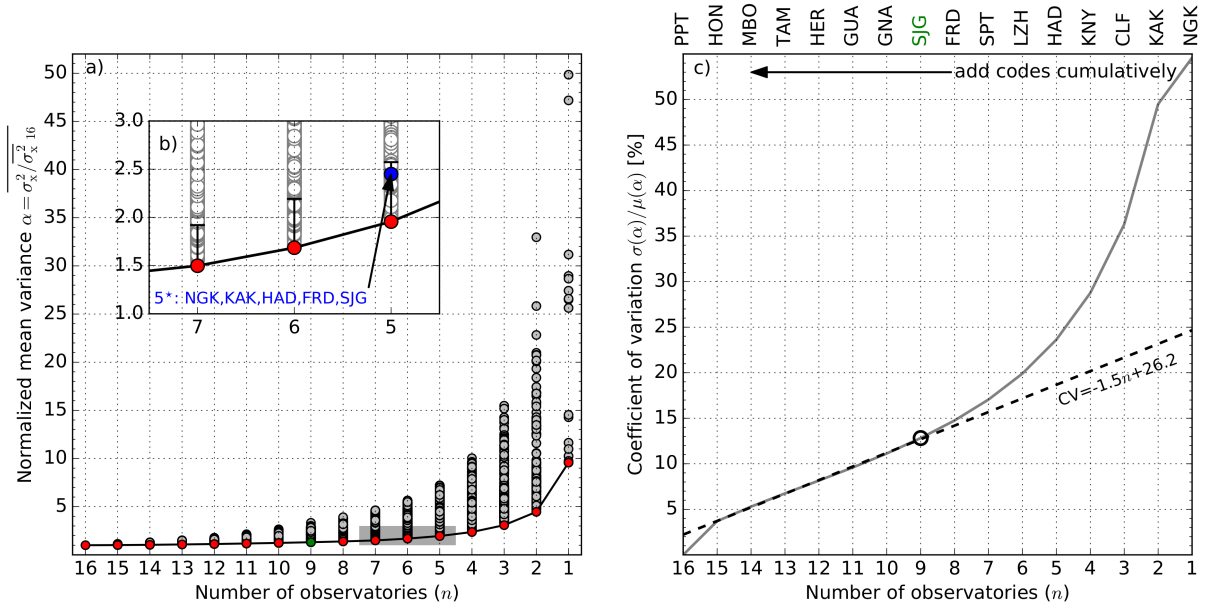 a)
Normalized mean variance α = σ²ₓ/σ²ₓ 16
50
45
40
35
30
25
20
15
10
5
16 15 14 13 12 11 10 9 8 7 6 5 4 3 2 1
Number of observatories (n)
b)
3.0
2.5
2.0
1.5
1.0
5*: NGK,KAK,HAD,FRD,SJG
7 6 5
PPT HON MBO TAM HER GUA GNA SJG FRD SPT LZH HAD KNY CLF KAK NGK
c)
add codes cumulatively
Coefficient of variation σ(α)/μ(α) [%]
50
45
40
35
30
25
20
15
10
5
0
CV=-1.5n+26.2
16 15 14 13 12 11 10 9 8 7 6 5 4 3 2 1
Number of observatories (n)